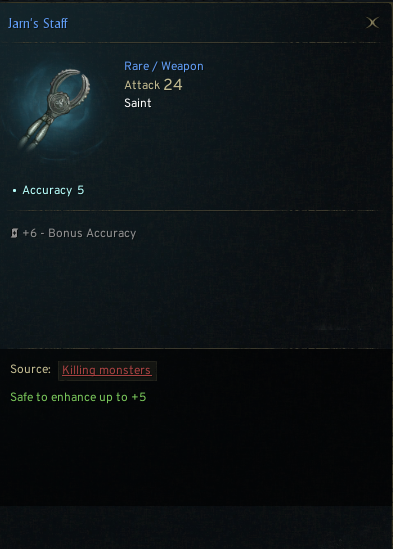 Jarn's Staff
Rare / Weapon
Attack 24
Saint
• Accuracy 5
+6 - Bonus Accuracy
Source: Killing monsters
Safe to enhance up to +5